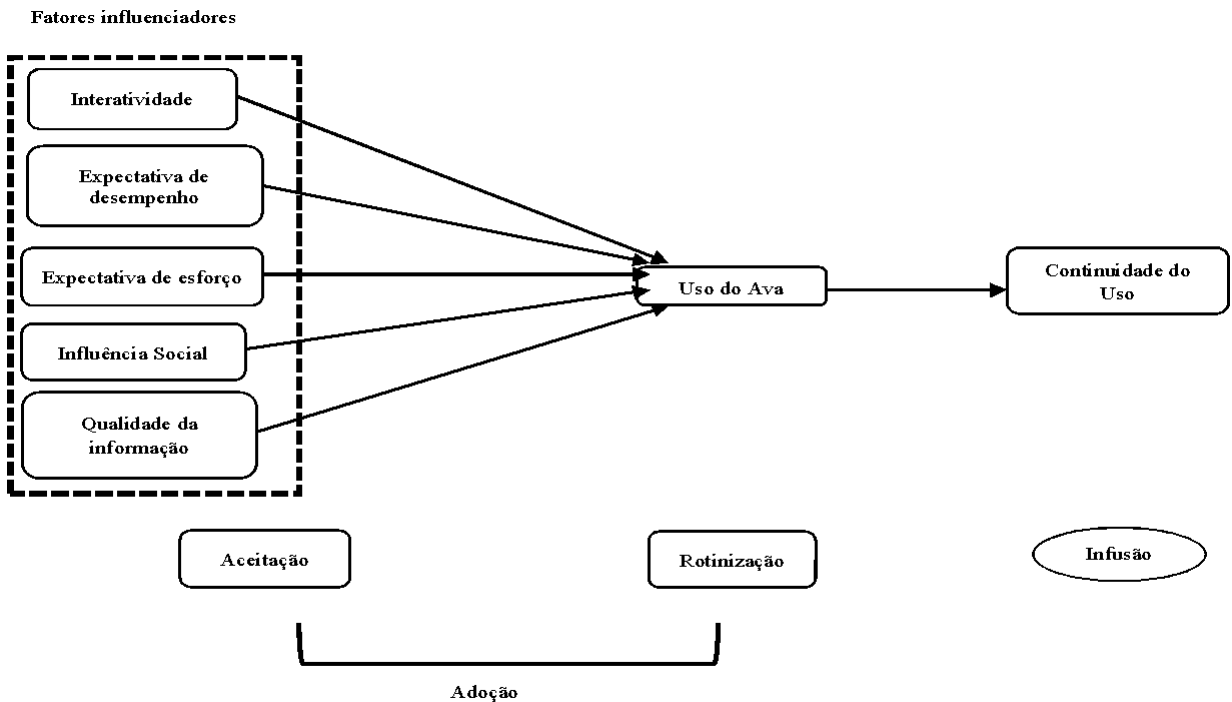 Fatores influenciadores
Interatividade
Expectativa de
desempenho
Expectativa de esforço
Influência Social
Qualidade da
informação
Uso do Ava
Continuidade do
Uso
Aceitação
Rotinização
Infusão
Adoção